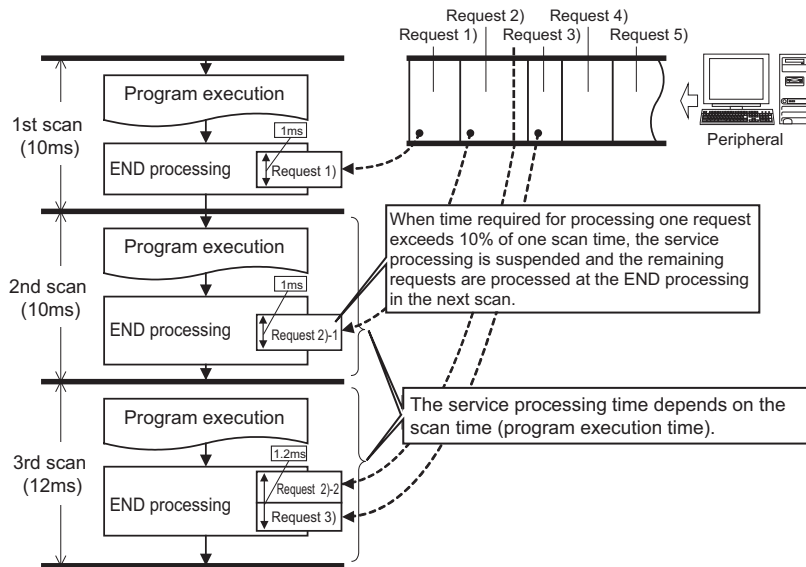 Request 2)
Request 4)
Request 1)
Request 3)
Request 5)
Peripheral
1st scan
(10ms)
Program execution
1ms
END processing
Request 1)
2nd scan
(10ms)
Program execution
1ms
END processing
Request 2)-1
When time required for processing one request
exceeds 10% of one scan time, the service
processing is suspended and the remaining
requests are processed at the END processing
in the next scan.
The service processing time depends on the
scan time (program execution time).
3rd scan
(12ms)
Program execution
1.2ms
END processing
Request 2)-2
Request 3)